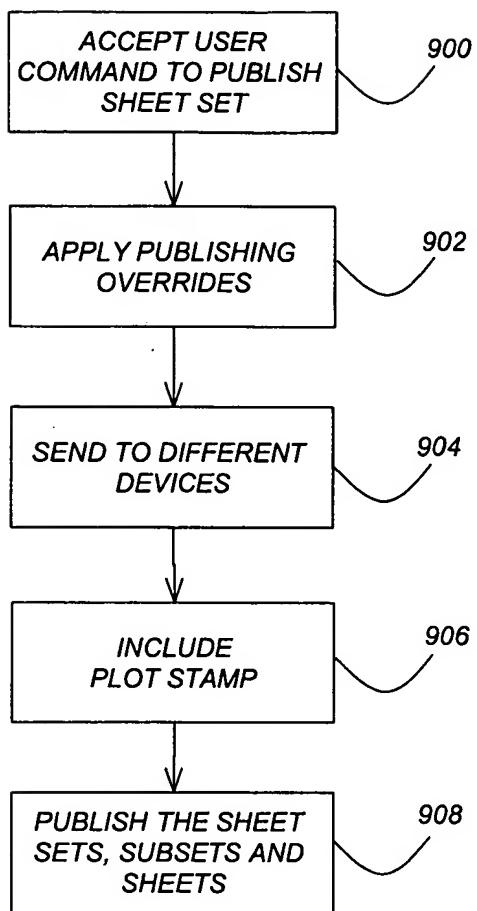 ACCEPT USER
COMMAND TO PUBLISH
SHEET SET
900
APPLY PUBLISHING
OVERRIDES
902
SEND TO DIFFERENT
DEVICES
904
INCLUDE
PLOT STAMP
906
PUBLISH THE SHEET
SETS, SUBSETS AND
SHEETS
908